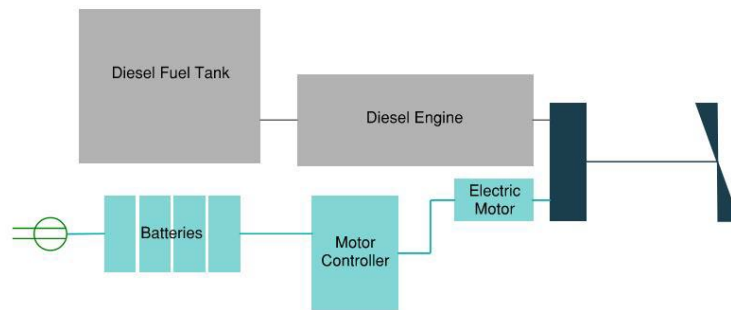 Diesel Fuel Tank
Diesel Engine
Electric
Motor
Batteries
Motor
Controller